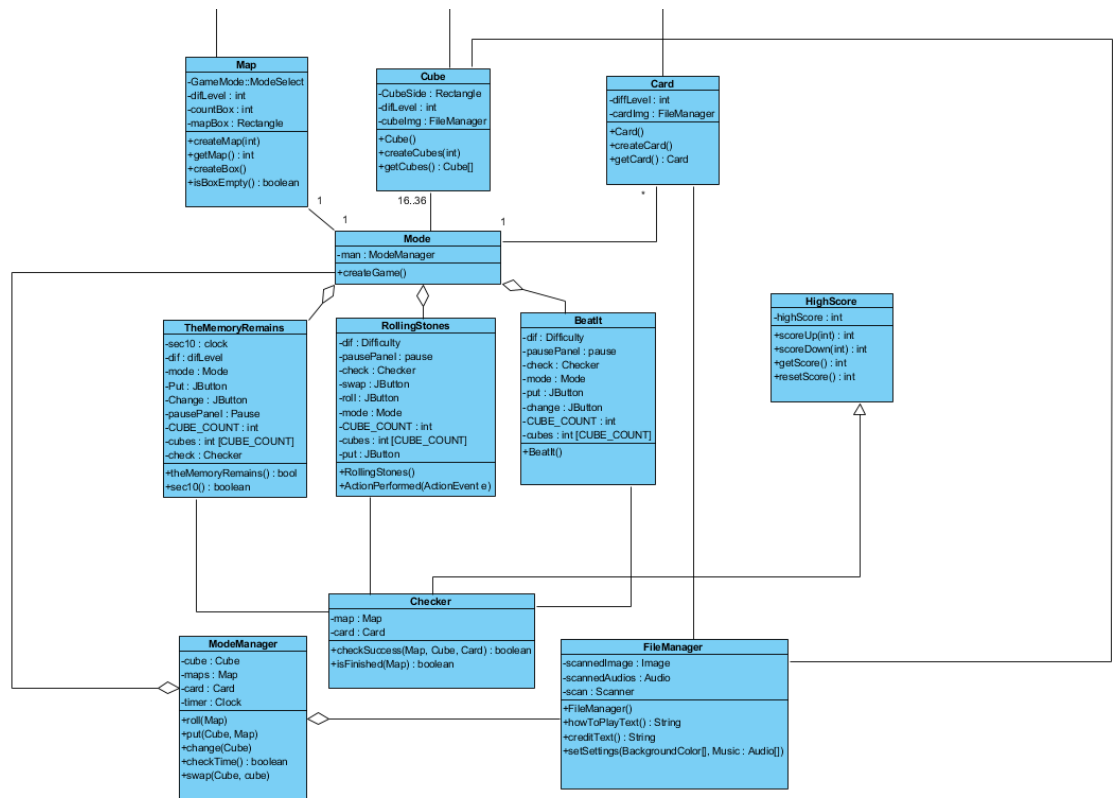 Map
-GameMode::ModeSelect
-difLevel : int
-countBox : int
-mapBox : Rectangle
+createMap(int)
+getMap() : int
+createBox()
+isBoxEmpty() : boolean
Cube
-CubeSide : Rectangle
-difLevel : int
-cubeImg : FileManager
+Cube()
+createCubes(int)
+getCubes() : Cube[]
Card
-diffLevel : int
-cardImg : FileManager
+Card()
+createCard()
+getCard() : Card
1
1
16..36
1
*
Mode
-man : ModeManager
+createGame()
TheMemoryRemains
-sec10 : clock
-dif : difLevel
-mode : Mode
-Put : JButton
-Change : JButton
-pausePanel : Pause
-CUBE_COUNT : int
-cubes : int [CUBE_COUNT]
-check : Checker
+theMemoryRemains() : bool
+sec10() : boolean
RollingStones
-dif : Difficulty
-pausePanel : pause
-check : Checker
-swap : JButton
-roll : JButton
-mode : Mode
-CUBE_COUNT : int
-cubes : int [CUBE_COUNT]
-put : JButton
+RollingStones()
+ActionPerformed(ActionEvent e)
BeatIt
-dif : Difficulty
-pausePanel : pause
-check : Checker
-mode : Mode
-put : JButton
-change : JButton
-CUBE_COUNT : int
-cubes : int [CUBE_COUNT]
+BeatIt()
HighScore
-highScore : int
+scoreUp(int) : int
+scoreDown(int) : int
+getScore() : int
+resetScore() : int
Checker
-map : Map
-card : Card
+checkSuccess(Map, Cube, Card) : boolean
+isFinished(Map) : boolean
ModeManager
-cube : Cube
-maps : Map
-card : Card
-timer : Clock
+roll(Map)
+put(Cube, Map)
+change(Cube)
+checkTime() : boolean
+swap(Cube, cube)
FileManager
-scannedImage : Image
-scannedAudios : Audio
-scan : Scanner
+FileManager()
+howToPlayText() : String
+creditText() : String
+setSettings(BackgroundColor[], Music : Audio[])